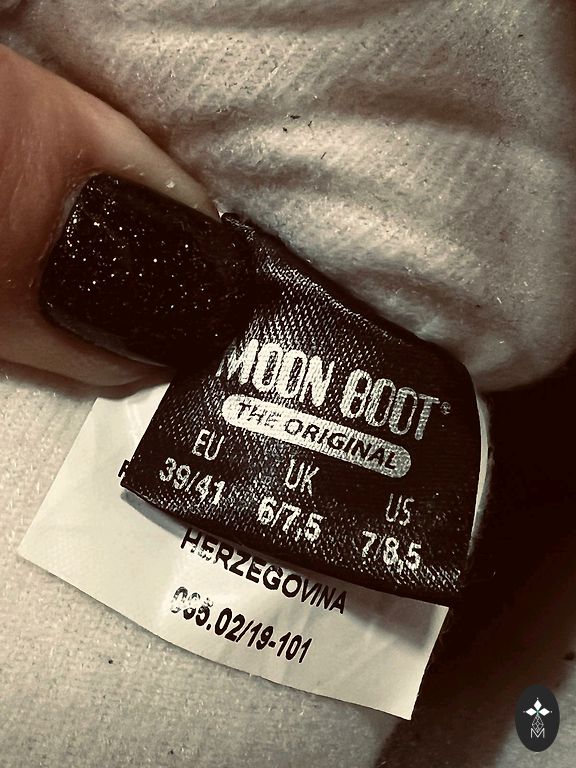 MOON BOOT®
THE ORIGINAL
EU UK US
39/41 6/7,5 7/8,5
HERZEGOVINA
.02/19-101
M